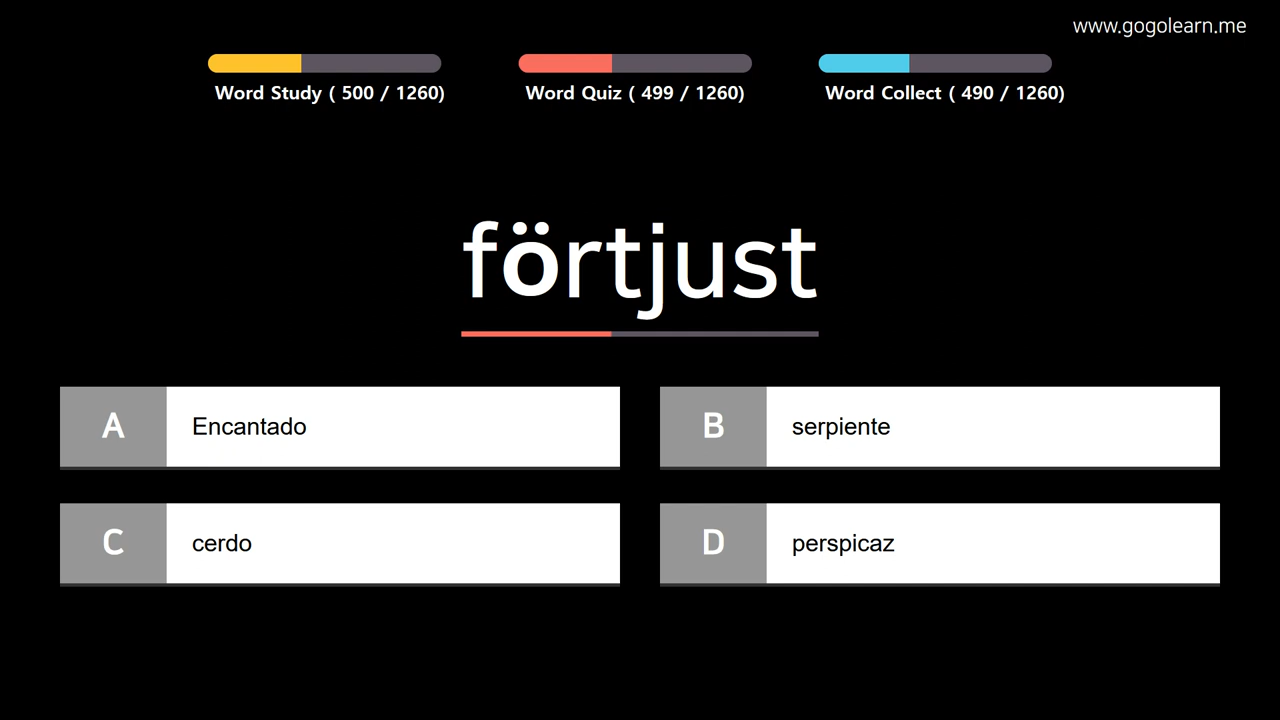 www.gogolearn.me
Word Study ( 500 / 1260)
Word Quiz ( 499 / 1260)
Word Collect ( 490 / 1260)
förtjust
A Encantado
B serpiente
C cerdo
D perspicaz